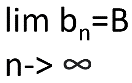 lim bₙ=B
n-> ∞